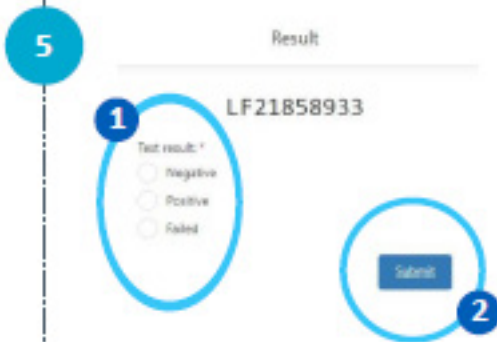 5
Result
1
LF21858933
Test result: *
Negative
Positive
Failed
Submit
2